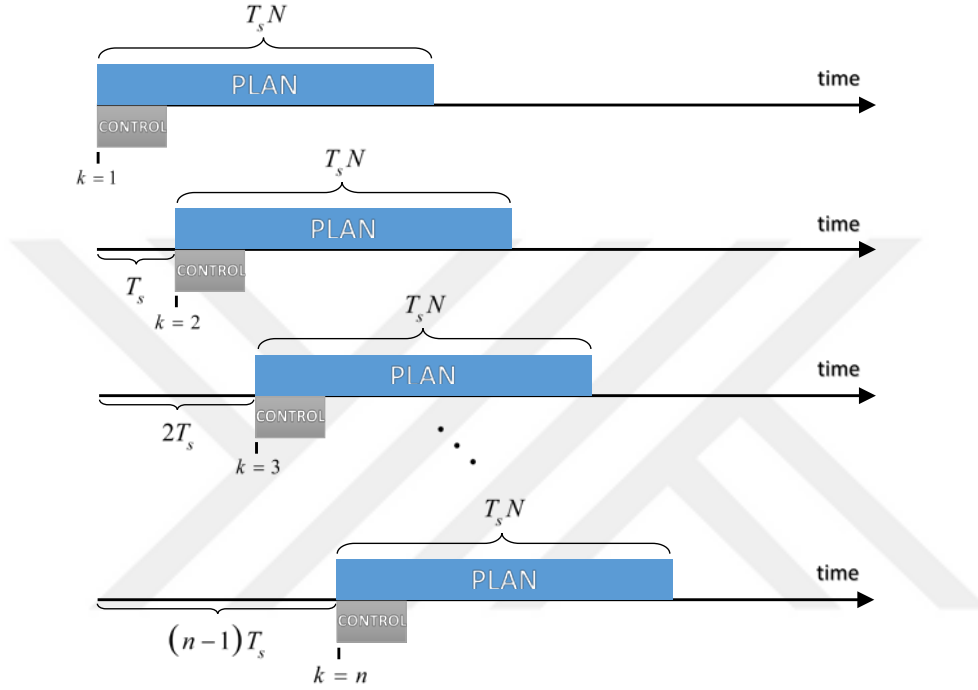 T_s N
PLAN
time
CONTROL
k = 1
T_s N
PLAN
time
CONTROL
T_s
k = 2
T_s N
PLAN
time
CONTROL
2T_s
k = 3
T_s N
PLAN
time
CONTROL
(n − 1) T_s
k = n